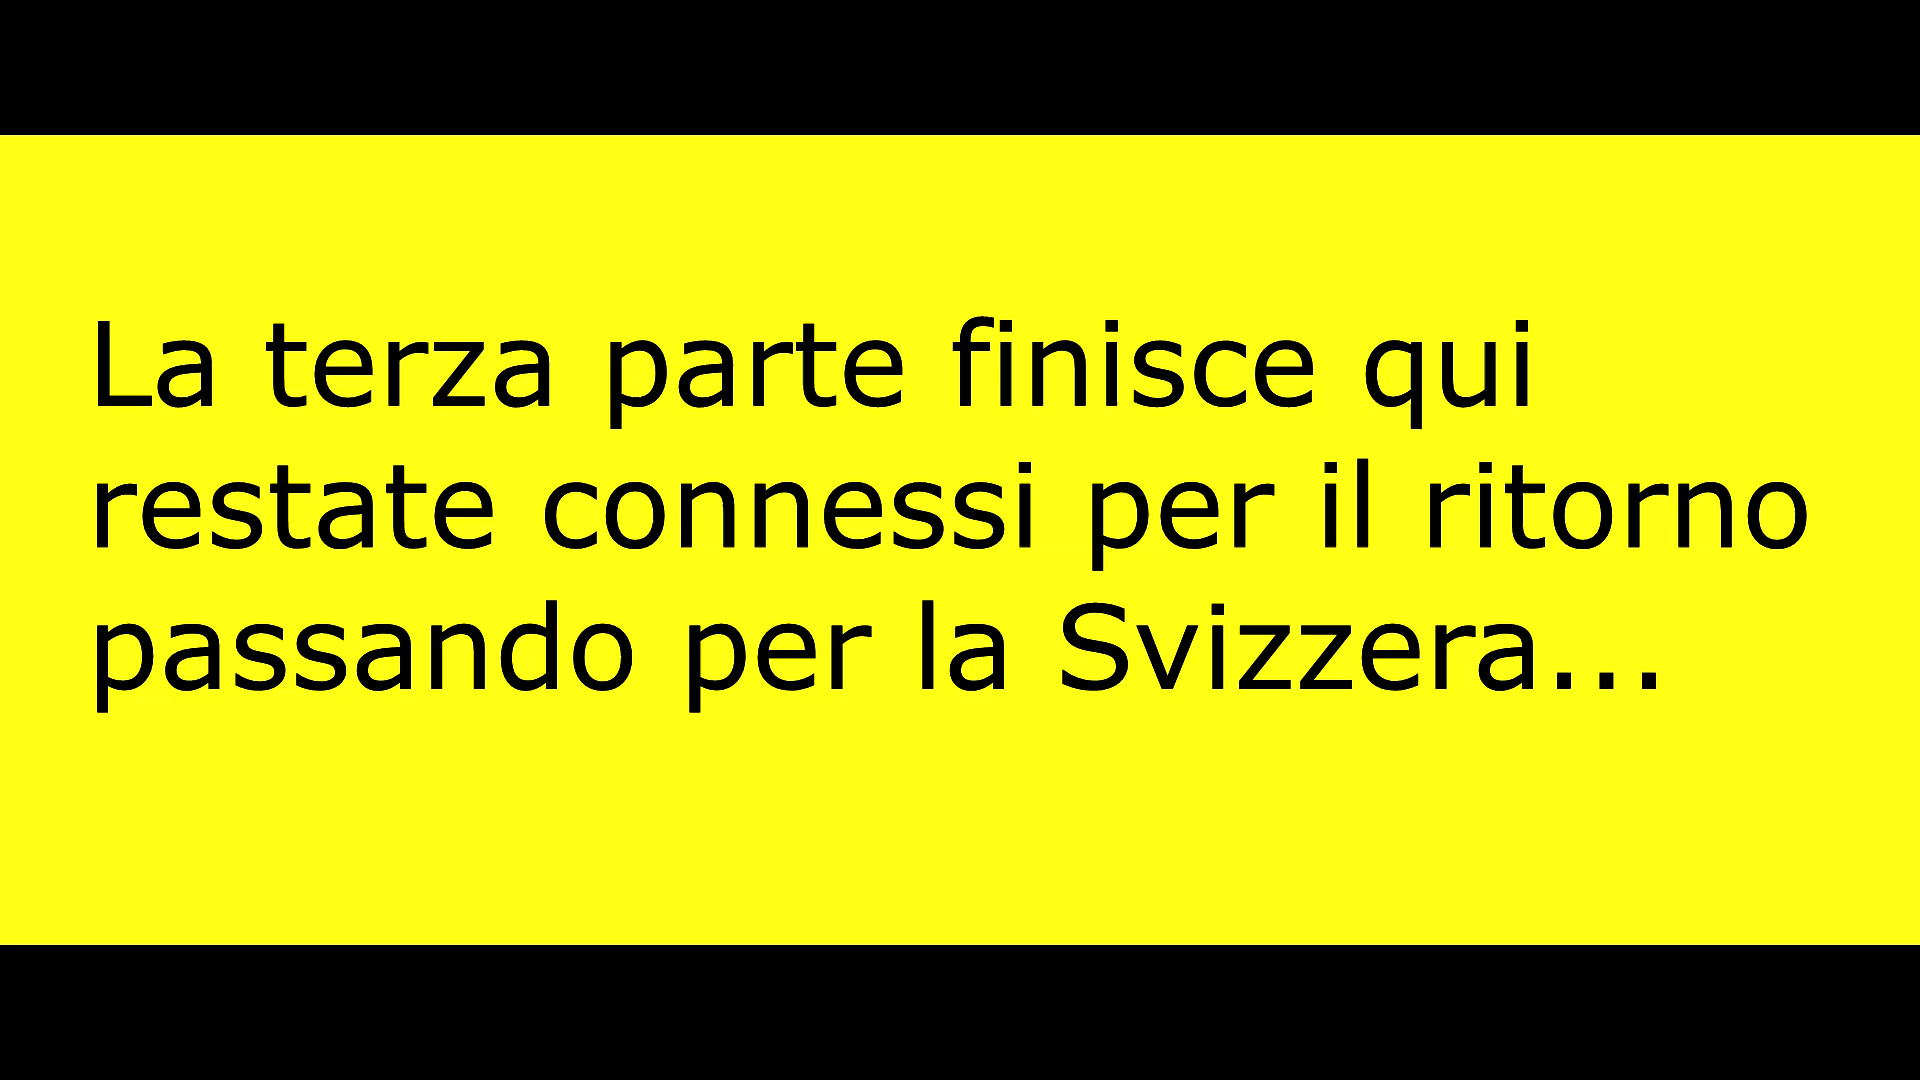 La terza parte finisce qui
restate connessi per il ritorno
passando per la Svizzera...